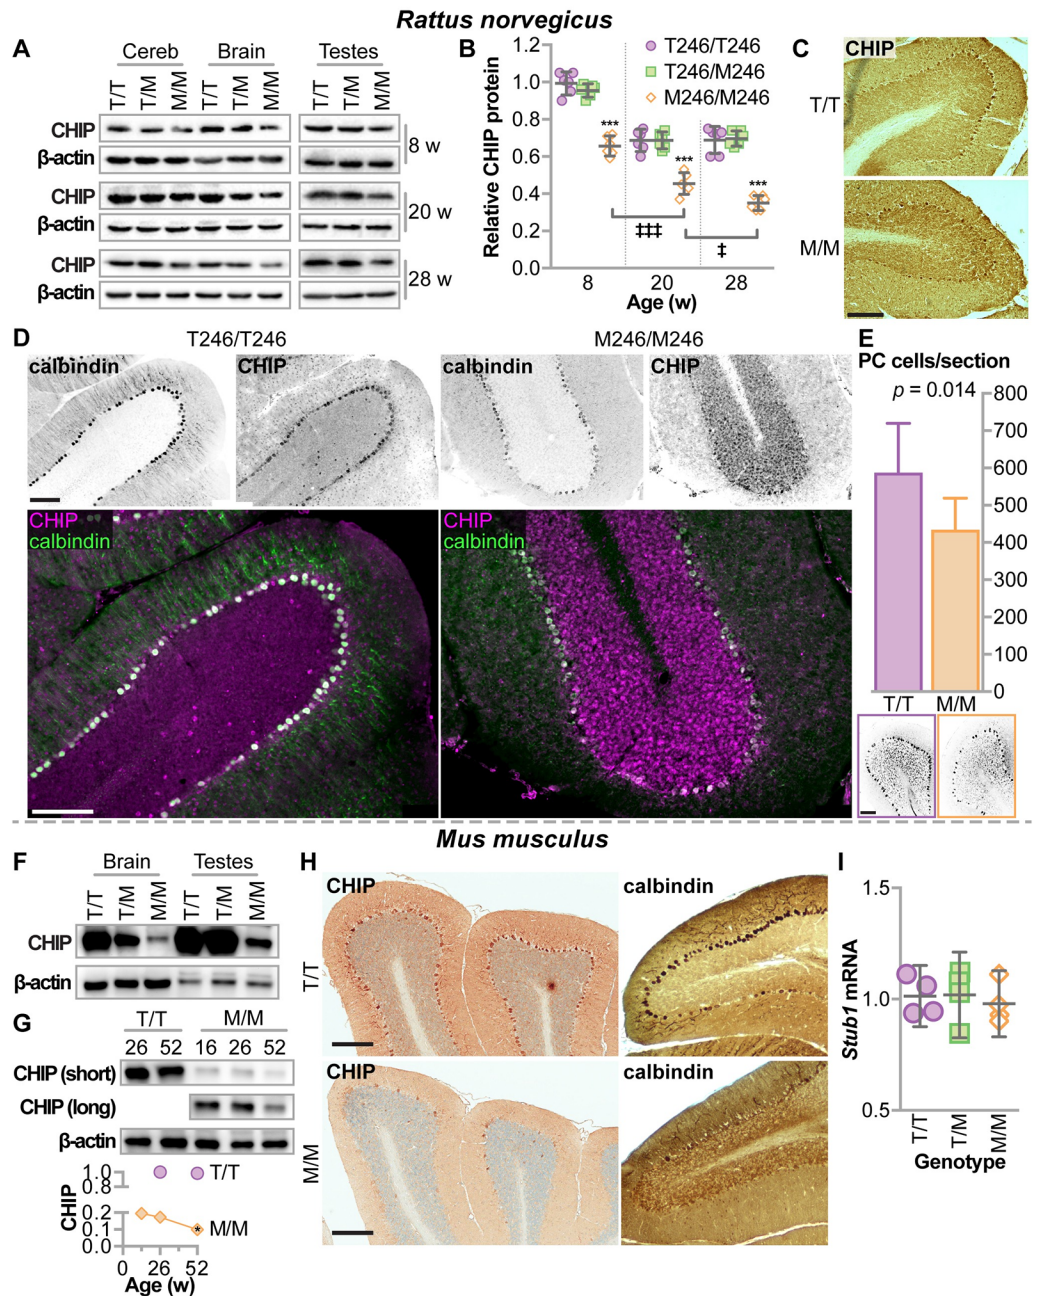 Rattus norvegicus
A
Cereb Brain Testes
T/T T/M M/M T/T T/M M/M T/T T/M M/M
CHIP
β-actin
8 w
CHIP
β-actin
20 w
CHIP
β-actin
28 w
B
Relative CHIP protein
1.2
1.0
0.8
0.6
0.4
0.2
0.0
T246/T246
T246/M246
M246/M246
***
***
***
‡‡‡
‡
8 20 28
Age (w)
C
CHIP
T/T
M/M
D
T246/T246 M246/M246
calbindin CHIP calbindin CHIP
CHIP
calbindin
CHIP
calbindin
E
PC cells/section
p = 0.014
800
700
600
500
400
300
200
100
0
T/T M/M
Mus musculus
F
Brain Testes
T/T T/M M/M T/T T/M M/M
CHIP
β-actin
G
T/T M/M
26 52 16 26 52
CHIP (short)
CHIP (long)
β-actin
CHIP
1.0
0.8
0.2
0.1
0.0
T/T
M/M
*
0 26 52
Age (w)
H
CHIP calbindin
T/T
CHIP calbindin
M/M
I
Stub1 mRNA
1.5
1.0
0.5
T/T T/M M/M
Genotype